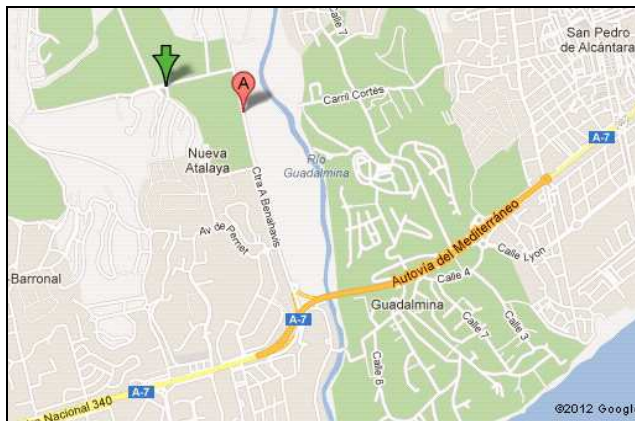 Calle 7
San Pedro
de Alcántara
A
Carril Cortés
A-7
Nueva
Atalaya
Río
Guadalmina
Ctra A Benahavis
Av de Pernet
Autovía del Mediterráneo
Calle Lyon
-Barronal
Calle 4
Guadalmina
A-7
Calle 7
Calle 3
Calle 8
A-7
Nacional 340
©2012 Google